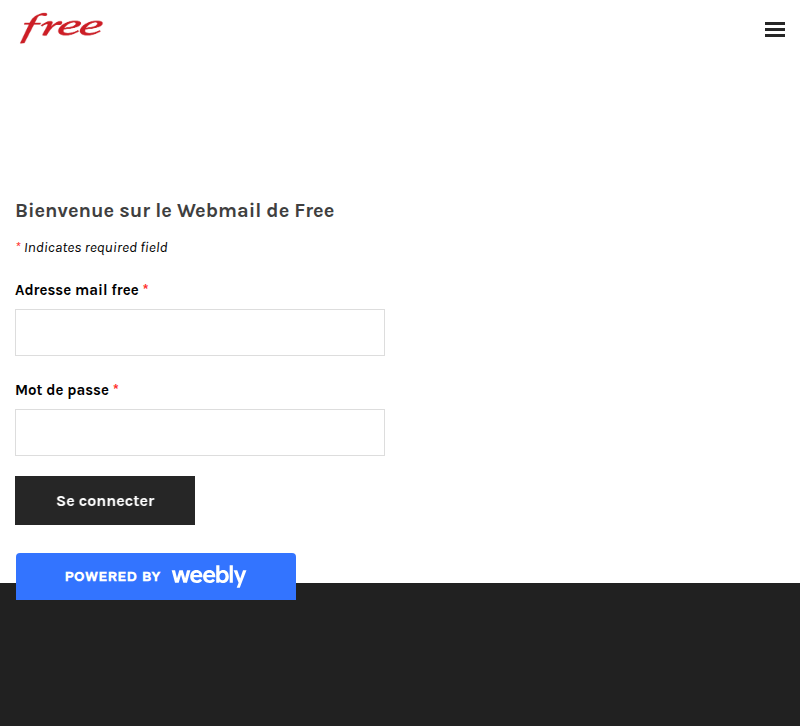 free
Bienvenue sur le Webmail de Free
* Indicates required field
Adresse mail free *
Mot de passe *
Se connecter
POWERED BY weebly